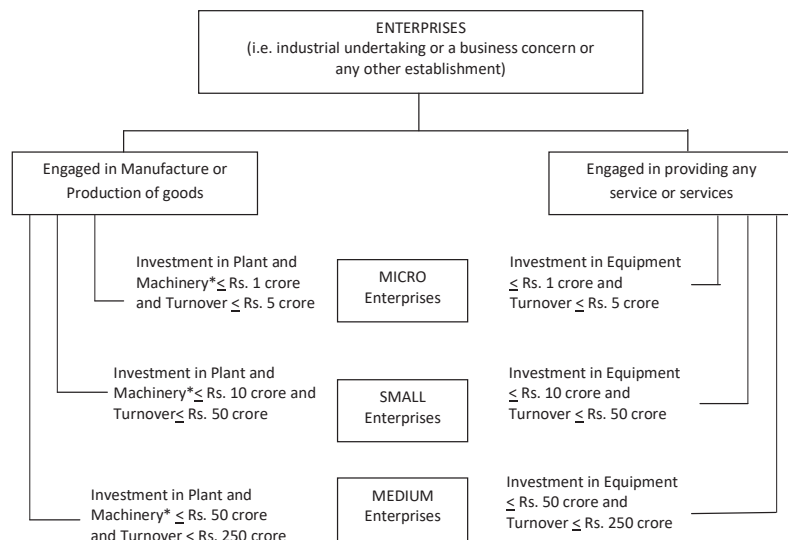 ENTERPRISES
(i.e. industrial undertaking or a business concern or
any other establishment)
Engaged in Manufacture or
Production of goods
Engaged in providing any
service or services
Investment in Plant and
Machinery* ≤ Rs. 1 crore
and Turnover ≤ Rs. 5 crore
MICRO
Enterprises
Investment in Equipment
≤ Rs. 1 crore and
Turnover ≤ Rs. 5 crore
Investment in Plant and
Machinery* ≤ Rs. 10 crore and
Turnover≤ Rs. 50 crore
SMALL
Enterprises
Investment in Equipment
≤ Rs. 10 crore and
Turnover ≤ Rs. 50 crore
Investment in Plant and
Machinery* ≤ Rs. 50 crore
and Turnover ≤ Rs. 250 crore
MEDIUM
Enterprises
Investment in Equipment
≤ Rs. 50 crore and
Turnover ≤ Rs. 250 crore